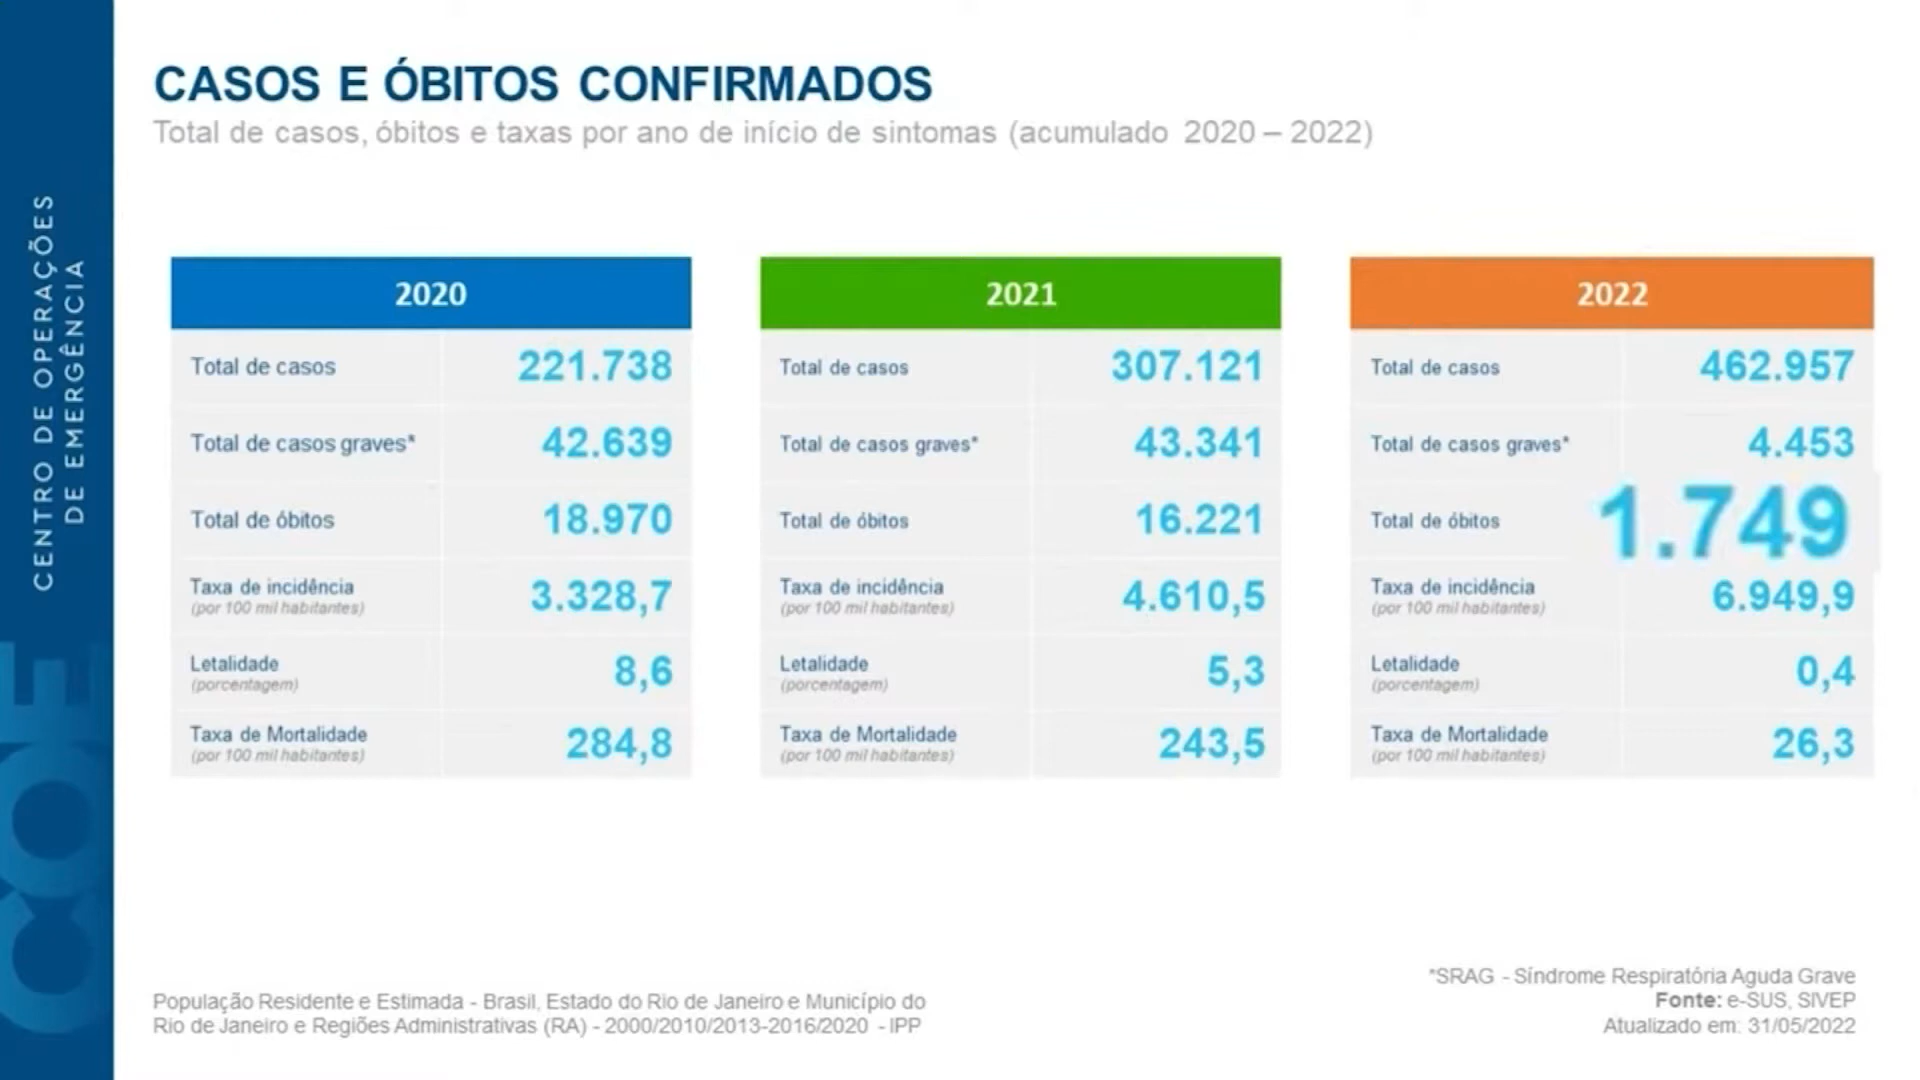 CENTRO DE OPERAÇÕES
DE EMERGÊNCIA
COE
CASOS E ÓBITOS CONFIRMADOS
Total de casos, óbitos e taxas por ano de início de sintomas (acumulado 2020 – 2022)
2020
Total de casos 221.738
Total de casos graves* 42.639
Total de óbitos 18.970
Taxa de incidência
(por 100 mil habitantes) 3.328,7
Letalidade
(porcentagem) 8,6
Taxa de Mortalidade
(por 100 mil habitantes) 284,8
2021
Total de casos 307.121
Total de casos graves* 43.341
Total de óbitos 16.221
Taxa de incidência
(por 100 mil habitantes) 4.610,5
Letalidade
(porcentagem) 5,3
Taxa de Mortalidade
(por 100 mil habitantes) 243,5
2022
Total de casos 462.957
Total de casos graves* 4.453
Total de óbitos 1.749
Taxa de incidência
(por 100 mil habitantes) 6.949,9
Letalidade
(porcentagem) 0,4
Taxa de Mortalidade
(por 100 mil habitantes) 26,3
População Residente e Estimada - Brasil, Estado do Rio de Janeiro e Município do
Rio de Janeiro e Regiões Administrativas (RA) - 2000/2010/2013-2016/2020 - IPP
*SRAG - Síndrome Respiratória Aguda Grave
Fonte: e-SUS, SIVEP
Atualizado em: 31/05/2022